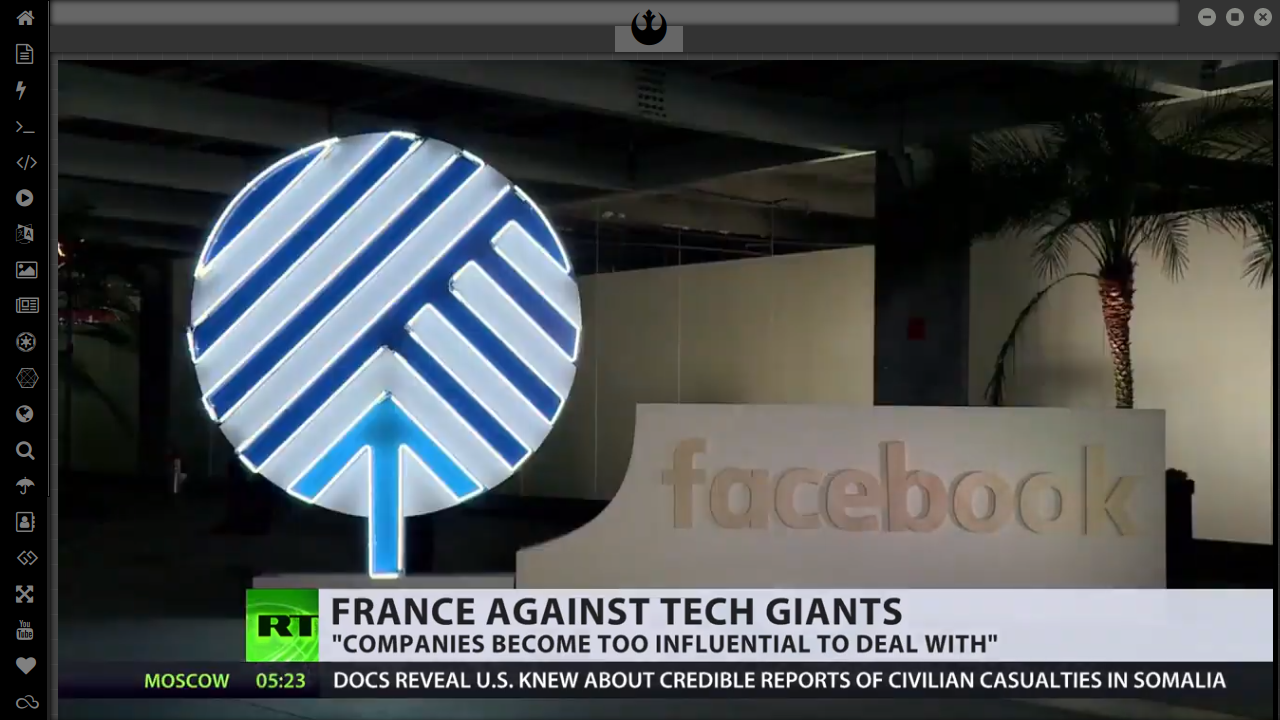 facebook
RT
FRANCE AGAINST TECH GIANTS
"COMPANIES BECOME TOO INFLUENTIAL TO DEAL WITH"
MOSCOW 05:23 DOCS REVEAL U.S. KNEW ABOUT CREDIBLE REPORTS OF CIVILIAN CASUALTIES IN SOMALIA
You
Tube